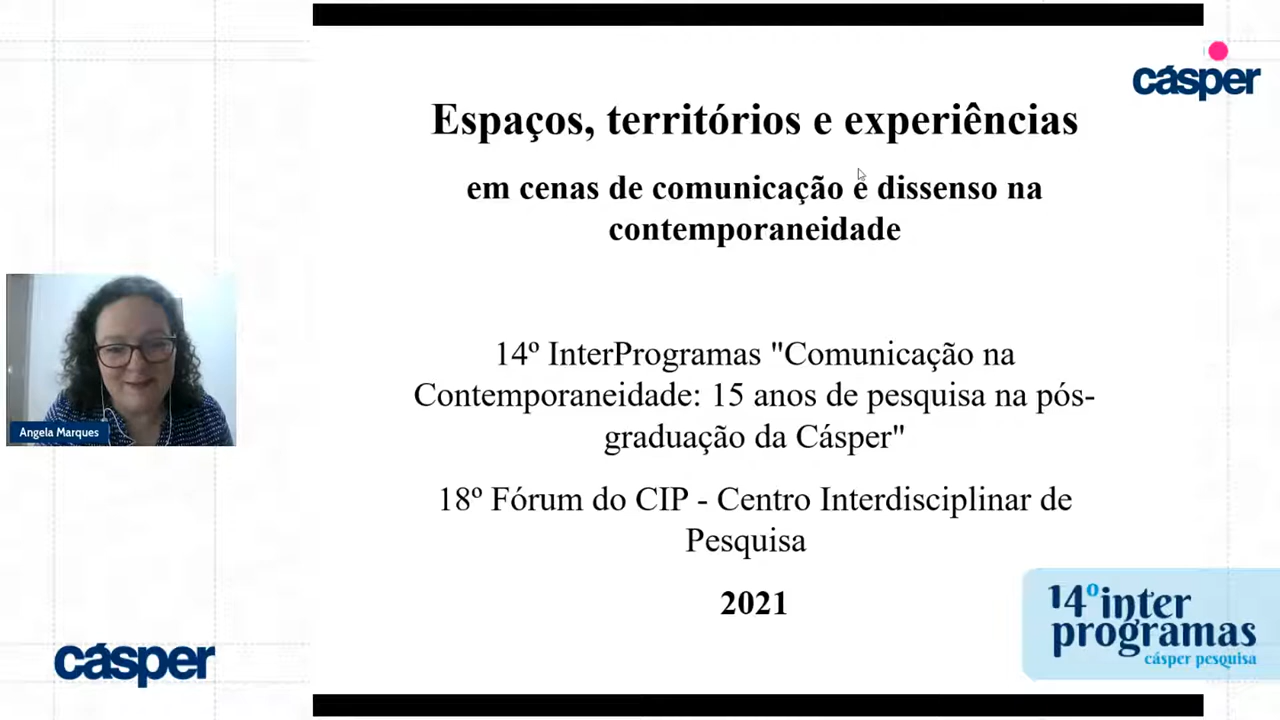 cásper
Espaços, territórios e experiências
em cenas de comunicação e dissenso na
contemporaneidade
14º InterProgramas "Comunicação na
Contemporaneidade: 15 anos de pesquisa na pós-
graduação da Cásper"
Angela Marques
18º Fórum do CIP - Centro Interdisciplinar de
Pesquisa
2021
14º inter
programas
cásper pesquisa
cásper